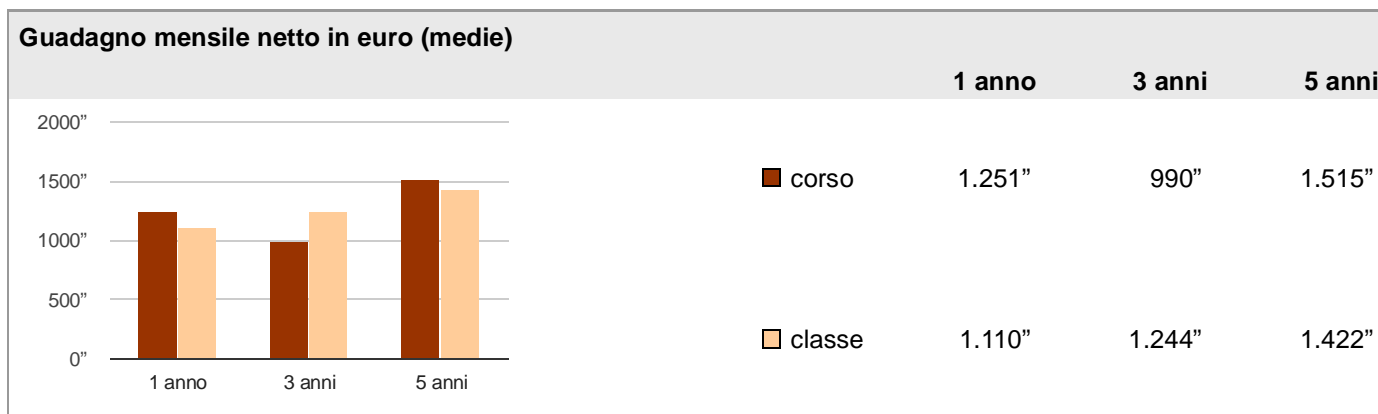 Guadagno mensile netto in euro (medie)
1 anno 3 anni 5 anni
2000”
1500”
1000”
500”
0”
1 anno 3 anni 5 anni
corso 1.251” 990” 1.515”
classe 1.110” 1.244” 1.422”